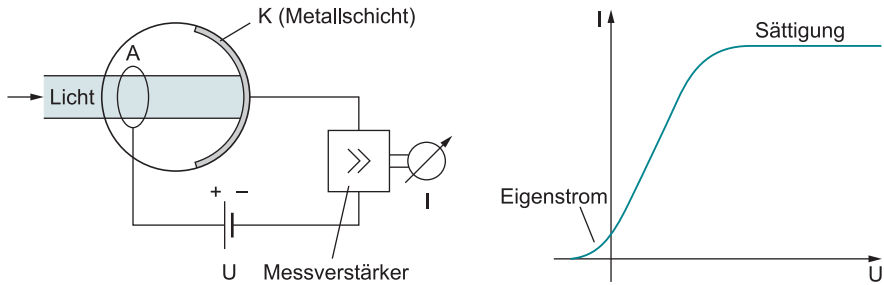 K (Metallschicht)
A
Licht
+ −
U
I
Messverstärker
I
Sättigung
Eigenstrom
U